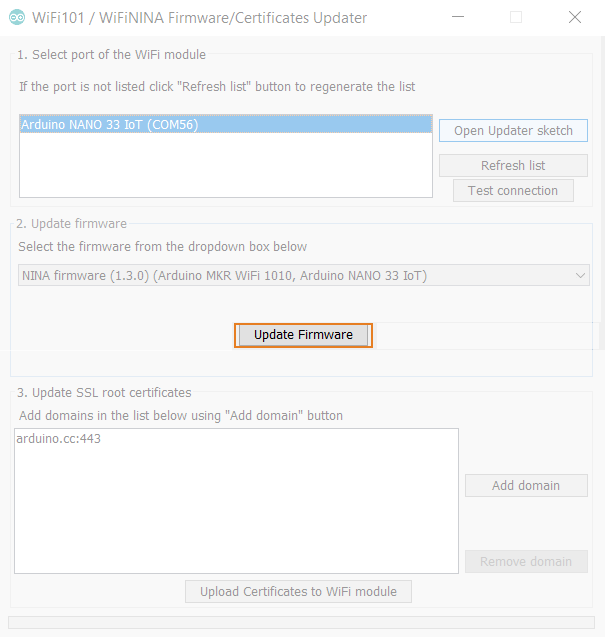 WiFi101 / WiFiNINA Firmware/Certificates Updater
1. Select port of the WiFi module
If the port is not listed click "Refresh list" button to regenerate the list
Arduino NANO 33 IoT (COM56)
Open Updater sketch
Refresh list
Test connection
2. Update firmware
Select the firmware from the dropdown box below
NINA firmware (1.3.0) (Arduino MKR WiFi 1010, Arduino NANO 33 IoT)
Update Firmware
3. Update SSL root certificates
Add domains in the list below using "Add domain" button
arduino.cc:443
Add domain
Remove domain
Upload Certificates to WiFi module